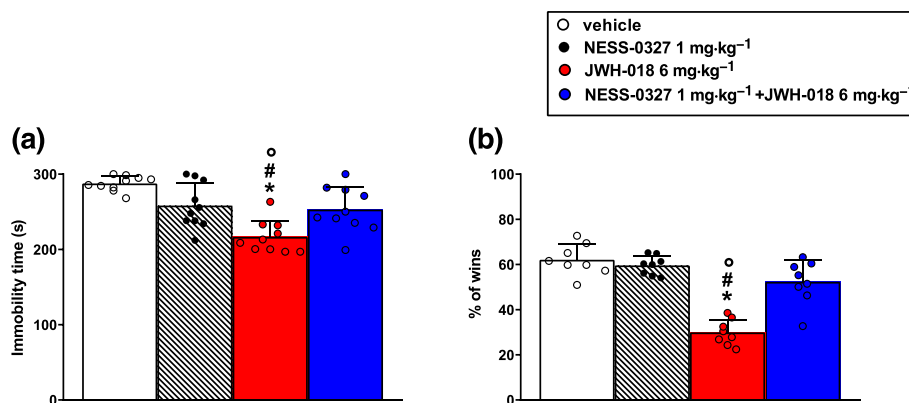 vehicle
NESS-0327 1 mg·kg⁻¹
JWH-018 6 mg·kg⁻¹
NESS-0327 1 mg·kg⁻¹ +JWH-018 6 mg·kg⁻
(a)
Immobility time (s)
300
200
100
0
°
#
*
(b)
% of wins
100
80
60
40
20
0
°
#
*